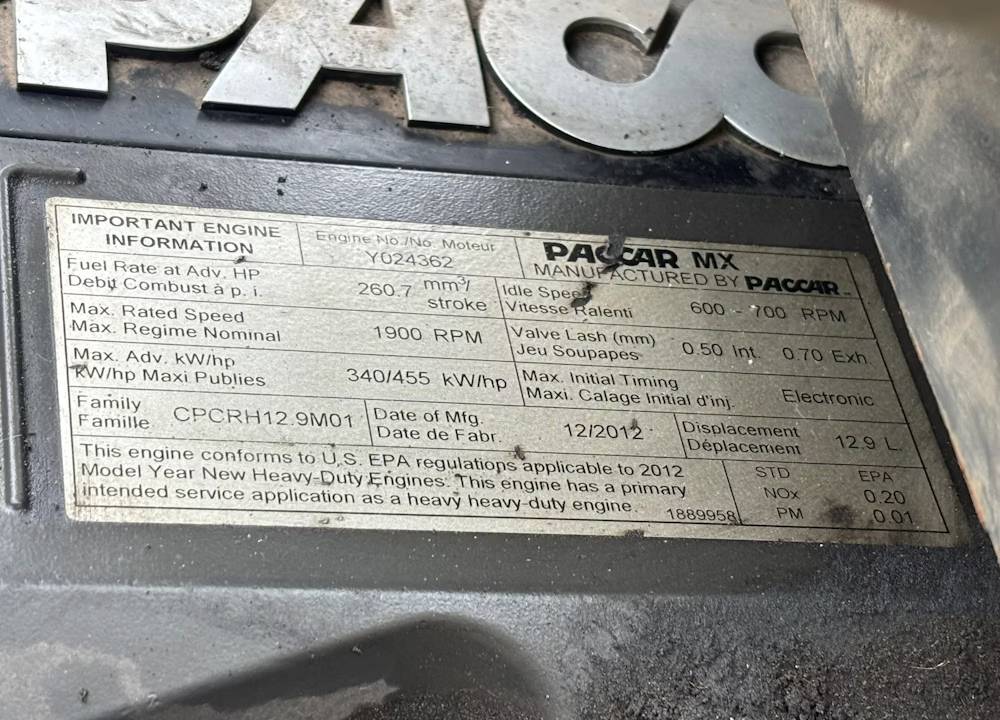 PACC
IMPORTANT ENGINE
INFORMATION
Engine No./No. Moteur
Y024362
PACCAR MX
MANUFACTURED BY PACCAR
Fuel Rate at Adv. HP
Debit Combust à p. i.
260.7 mm³/
stroke
Idle Speed
Vitesse Ralenti
600 - 700 RPM
Max. Rated Speed
Max. Regime Nominal
1900 RPM
Valve Lash (mm)
Jeu Soupapes
0.50 Int. 0.70 Exh.
Max. Adv. kW/hp
KW/hp Maxi Publies
340/455 kW/hp
Max. Initial Timing
Maxi. Calage Initial d'inj.
Electronic
Family
Famille
CPCRH12.9M01
Date of Mfg.
Date de Fabr.
12/2012
Displacement
Déplacement
12.9 L.
This engine conforms to U.S. EPA regulations applicable to 2012
Model Year New Heavy-Duty Engines. This engine has a primary
intended service application as a heavy heavy-duty engine.
1889958
STD EPA
NOx 0.20
PM 0.01